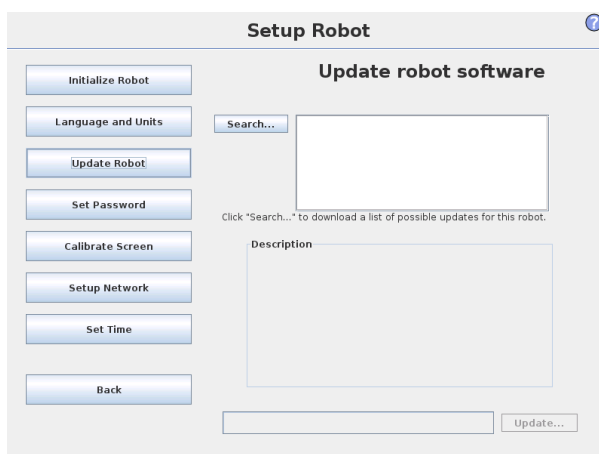 Setup Robot
?
Initialize Robot
Language and Units
Update Robot
Set Password
Calibrate Screen
Setup Network
Set Time
Back
Update robot software
Search...
Click "Search..." to download a list of possible updates for this robot.
Description
Update...